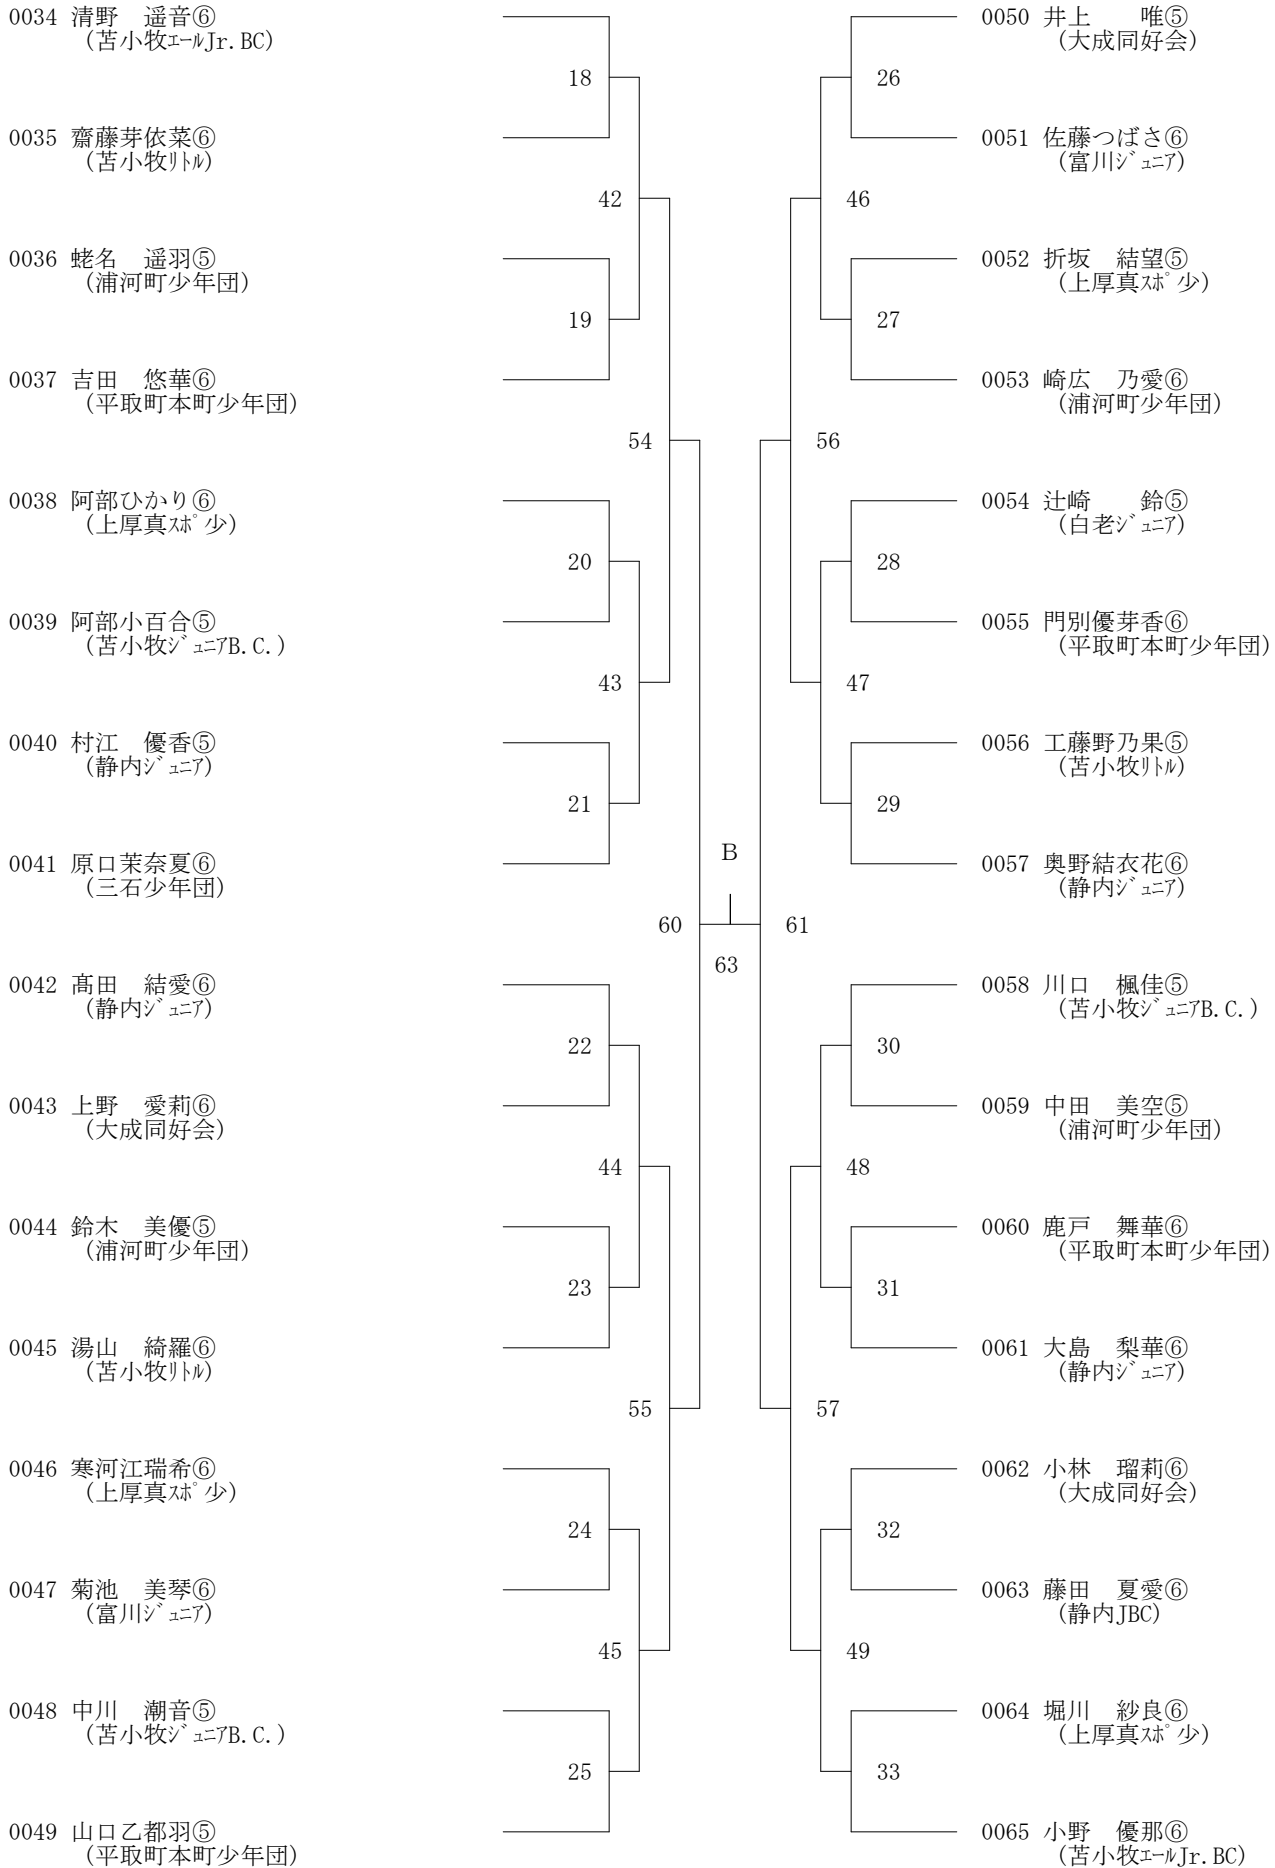 0034 清野　遥音⑥
(苫小牧ｴｰﾙJr.BC)
18
0035 齋藤芽依菜⑥
(苫小牧ﾘﾄﾙ)
42
0036 蛯名　遥羽⑤
(浦河町少年団)
19
0037 吉田　悠華⑥
(平取町本町少年団)
54
0038 阿部ひかり⑥
(上厚真ｽﾎﾟ少)
20
0039 阿部小百合⑤
(苫小牧ｼﾞｭﾆｱB.C.)
43
0040 村江　優香⑤
(静内ｼﾞｭﾆｱ)
21
0041 原口茉奈夏⑥
(三石少年団)
60
0042 髙田　結愛⑥
(静内ｼﾞｭﾆｱ)
22
0043 上野　愛莉⑥
(大成同好会)
44
0044 鈴木　美優⑤
(浦河町少年団)
23
0045 湯山　綺羅⑥
(苫小牧ﾘﾄﾙ)
55
0046 寒河江瑞希⑥
(上厚真ｽﾎﾟ少)
24
0047 菊池　美琴⑥
(富川ｼﾞｭﾆｱ)
45
0048 中川　潮音⑤
(苫小牧ｼﾞｭﾆｱB.C.)
25
0049 山口乙都羽⑤
(平取町本町少年団)
B
63
0050 井上　　唯⑤
(大成同好会)
26
0051 佐藤つばさ⑥
(富川ｼﾞｭﾆｱ)
46
0052 折坂　結望⑤
(上厚真ｽﾎﾟ少)
27
0053 崎広　乃愛⑥
(浦河町少年団)
56
0054 辻崎　　鈴⑤
(白老ｼﾞｭﾆｱ)
28
0055 門別優芽香⑥
(平取町本町少年団)
47
0056 工藤野乃果⑤
(苫小牧ﾘﾄﾙ)
29
0057 奥野結衣花⑥
(静内ｼﾞｭﾆｱ)
61
0058 川口　楓佳⑤
(苫小牧ｼﾞｭﾆｱB.C.)
30
0059 中田　美空⑤
(浦河町少年団)
48
0060 鹿戸　舞華⑥
(平取町本町少年団)
31
0061 大島　梨華⑥
(静内ｼﾞｭﾆｱ)
57
0062 小林　瑠莉⑥
(大成同好会)
32
0063 藤田　夏愛⑥
(静内JBC)
49
0064 堀川　紗良⑥
(上厚真ｽﾎﾟ少)
33
0065 小野　優那⑥
(苫小牧ｴｰﾙJr.BC)